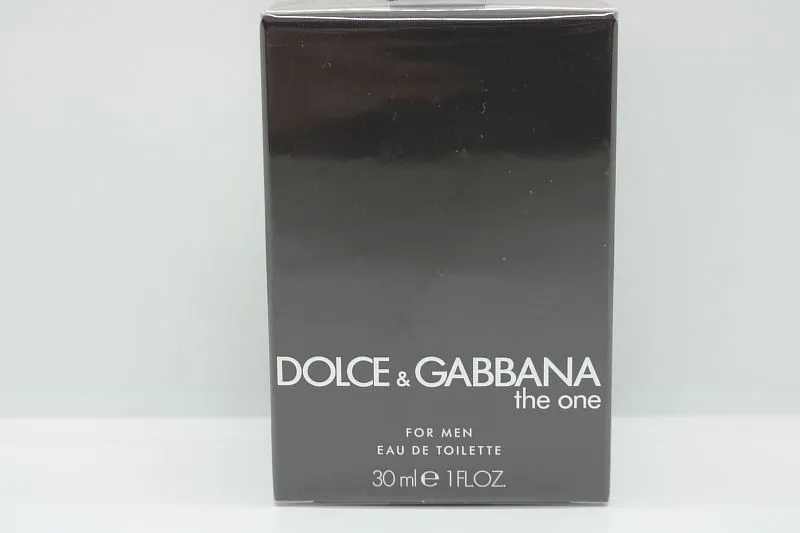 DOLCE & GABBANA
the one
FOR MEN
EAU DE TOILETTE
30 ml ℮ 1 FL.OZ.